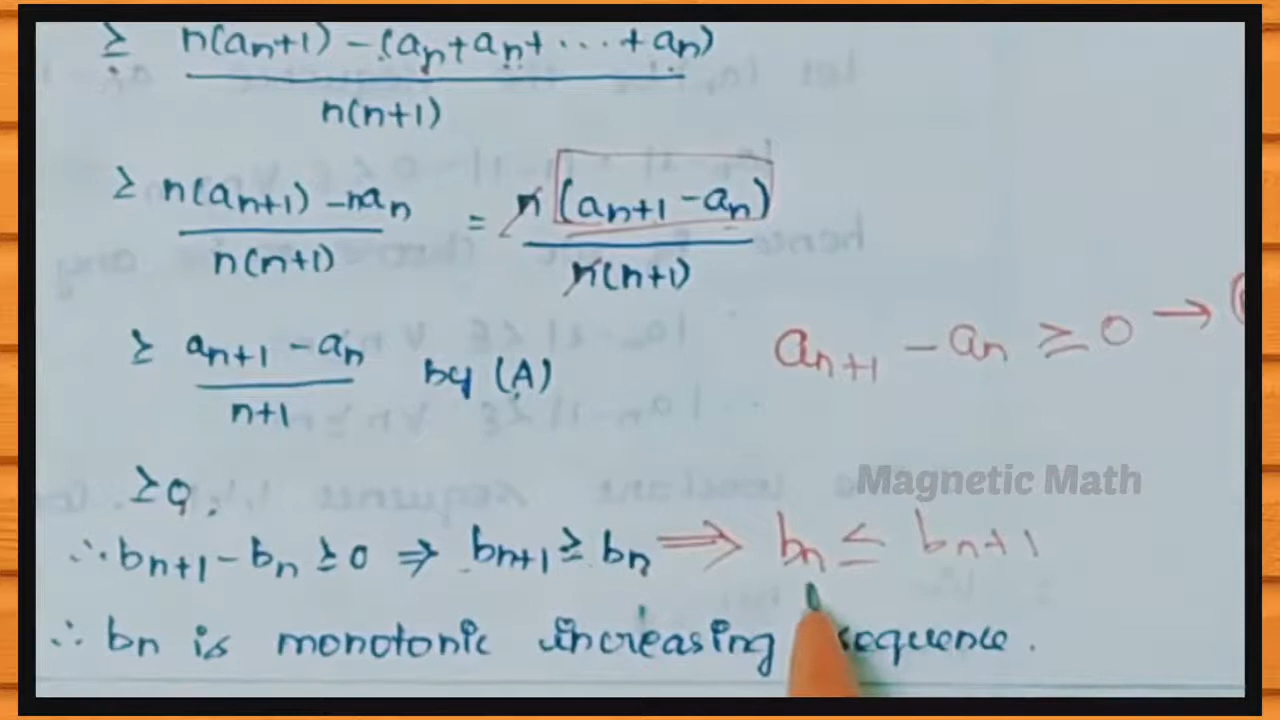 ≥ n(an+1) - (an+an+ ... +an)
n(n+1)
≥ n(an+1) - nan = n(an+1 - an)
n(n+1) n(n+1)
an+1 - an ≥ 0 →
≥ an+1 - an by (A)
n+1
≥ 0,
Magnetic Math
∴ bn+1 - bn ≥ 0 ⇒ bn+1 ≥ bn ⟹ bn ≤ bn+1
∴ bn is monotonic increasing sequence.